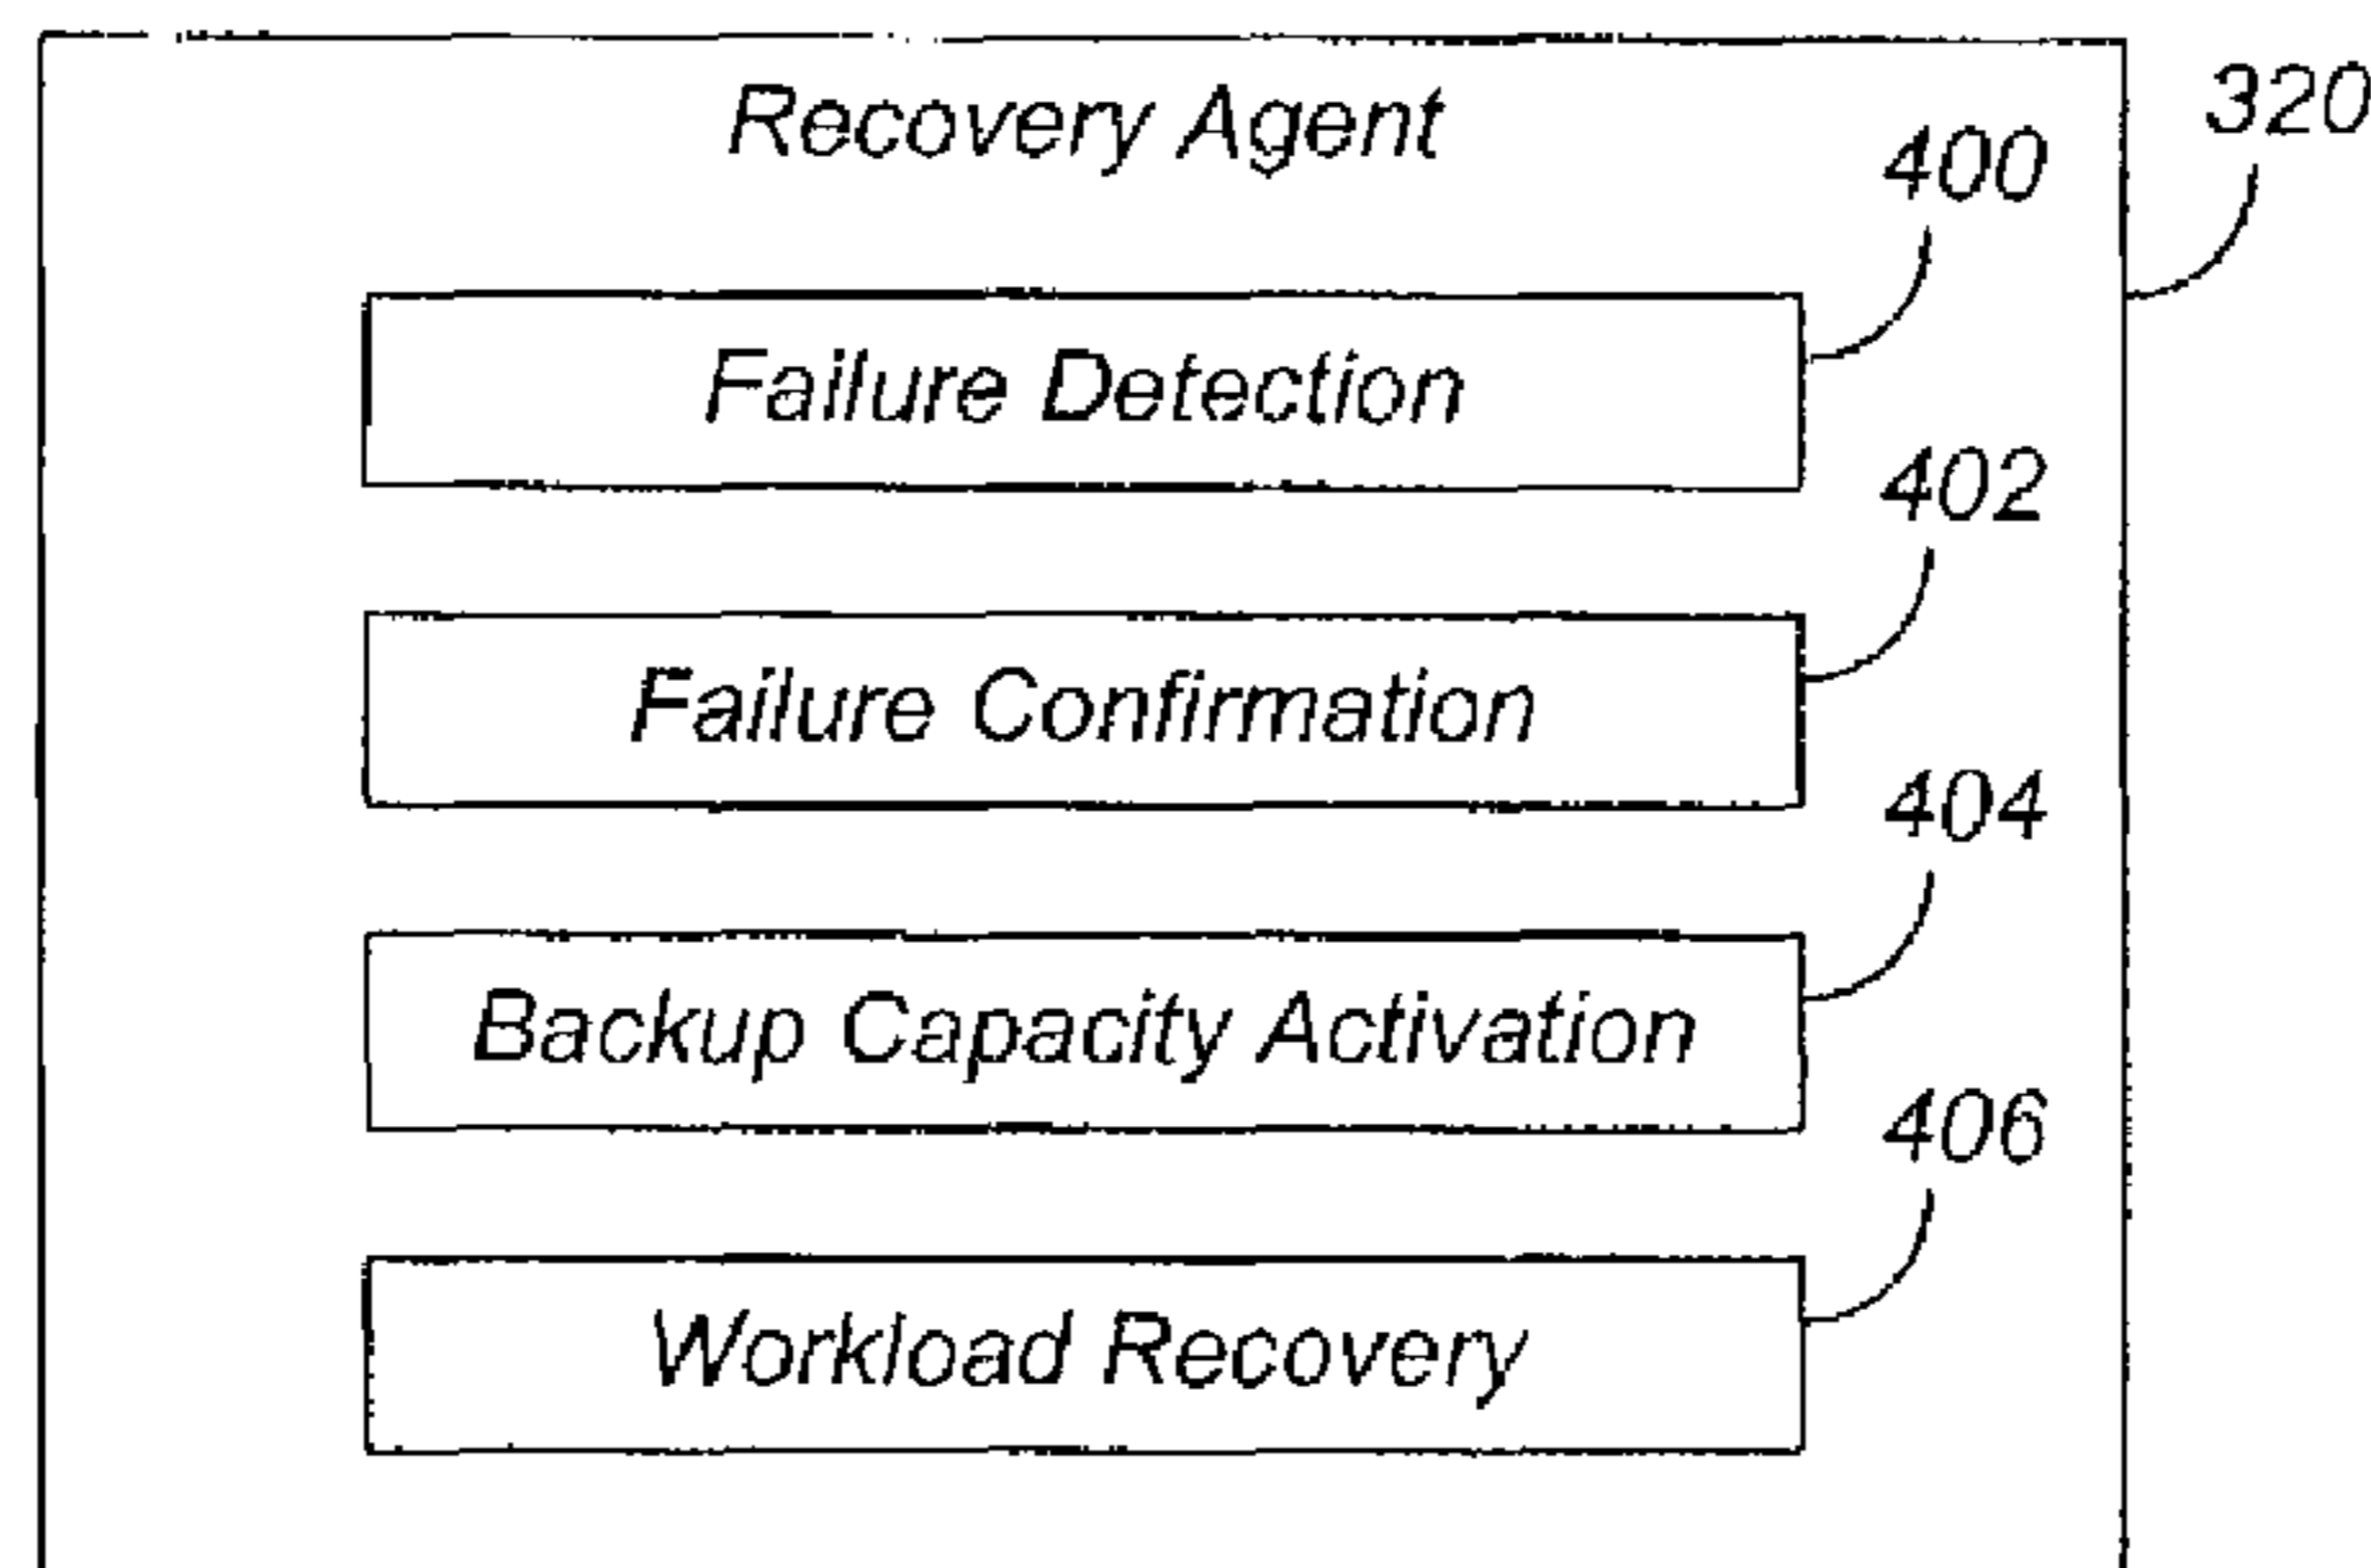 Recovery Agent
320
400
Failure Detection
402
Failure Confirmation
404
Backup Capacity Activation
406
Workload Recovery